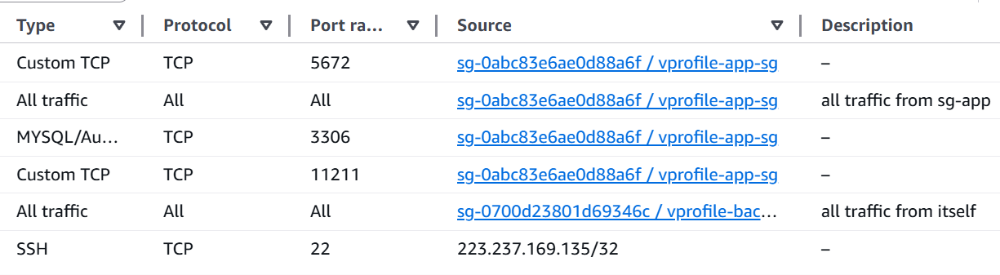 Type Protocol Port ra... Source Description
Custom TCP TCP 5672 sg-0abc83e6ae0d88a6f / vprofile-app-sg –
All traffic All All sg-0abc83e6ae0d88a6f / vprofile-app-sg all traffic from sg-app
MYSQL/Au... TCP 3306 sg-0abc83e6ae0d88a6f / vprofile-app-sg –
Custom TCP TCP 11211 sg-0abc83e6ae0d88a6f / vprofile-app-sg –
All traffic All All sg-0700d23801d69346c / vprofile-bac... all traffic from itself
SSH TCP 22 223.237.169.135/32 –